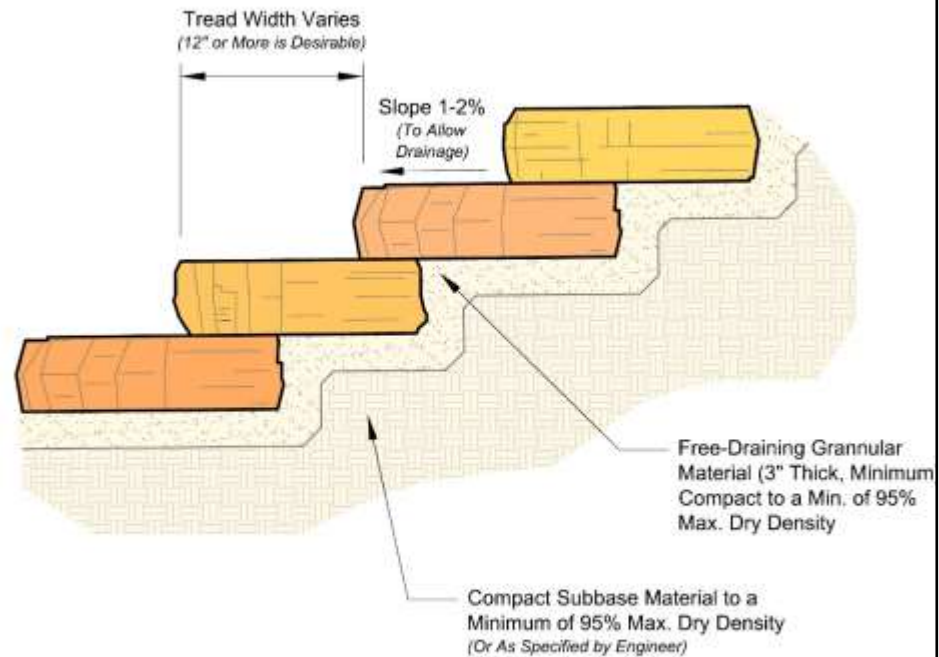 Tread Width Varies
(12" or More is Desirable)
Slope 1-2%
(To Allow
Drainage)
Free-Draining Grannular
Material (3" Thick, Minimum
Compact to a Min. of 95%
Max. Dry Density
Compact Subbase Material to a
Minimum of 95% Max. Dry Density
(Or As Specified by Engineer)